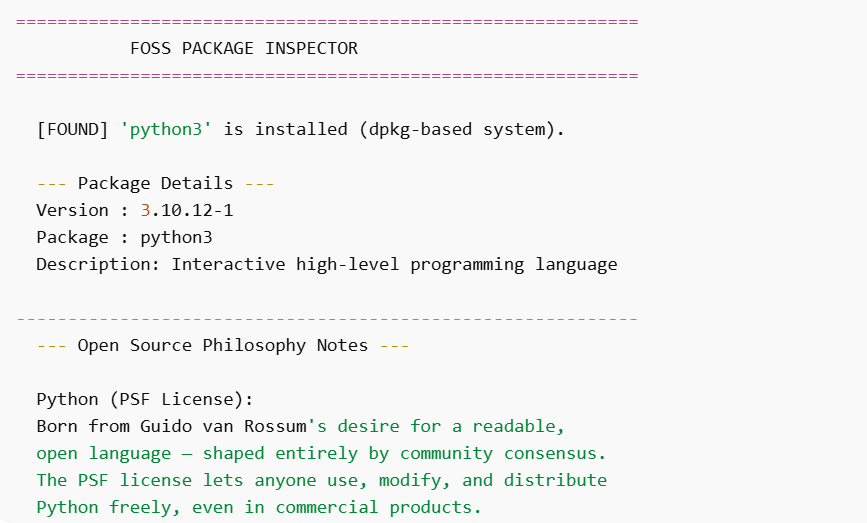 ============================================================
FOSS PACKAGE INSPECTOR
============================================================
[FOUND] 'python3' is installed (dpkg-based system).
--- Package Details ---
Version : 3.10.12-1
Package : python3
Description: Interactive high-level programming language
------------------------------------------------------------
--- Open Source Philosophy Notes ---
Python (PSF License):
Born from Guido van Rossum's desire for a readable,
open language — shaped entirely by community consensus.
The PSF license lets anyone use, modify, and distribute
Python freely, even in commercial products.